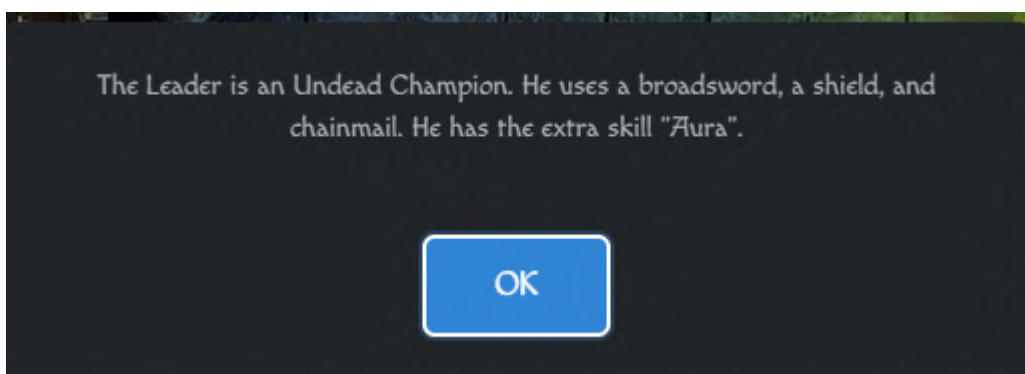 The Leader is an Undead Champion. He uses a broadsword, a shield, and
chainmail. He has the extra skill "Aura".
OK